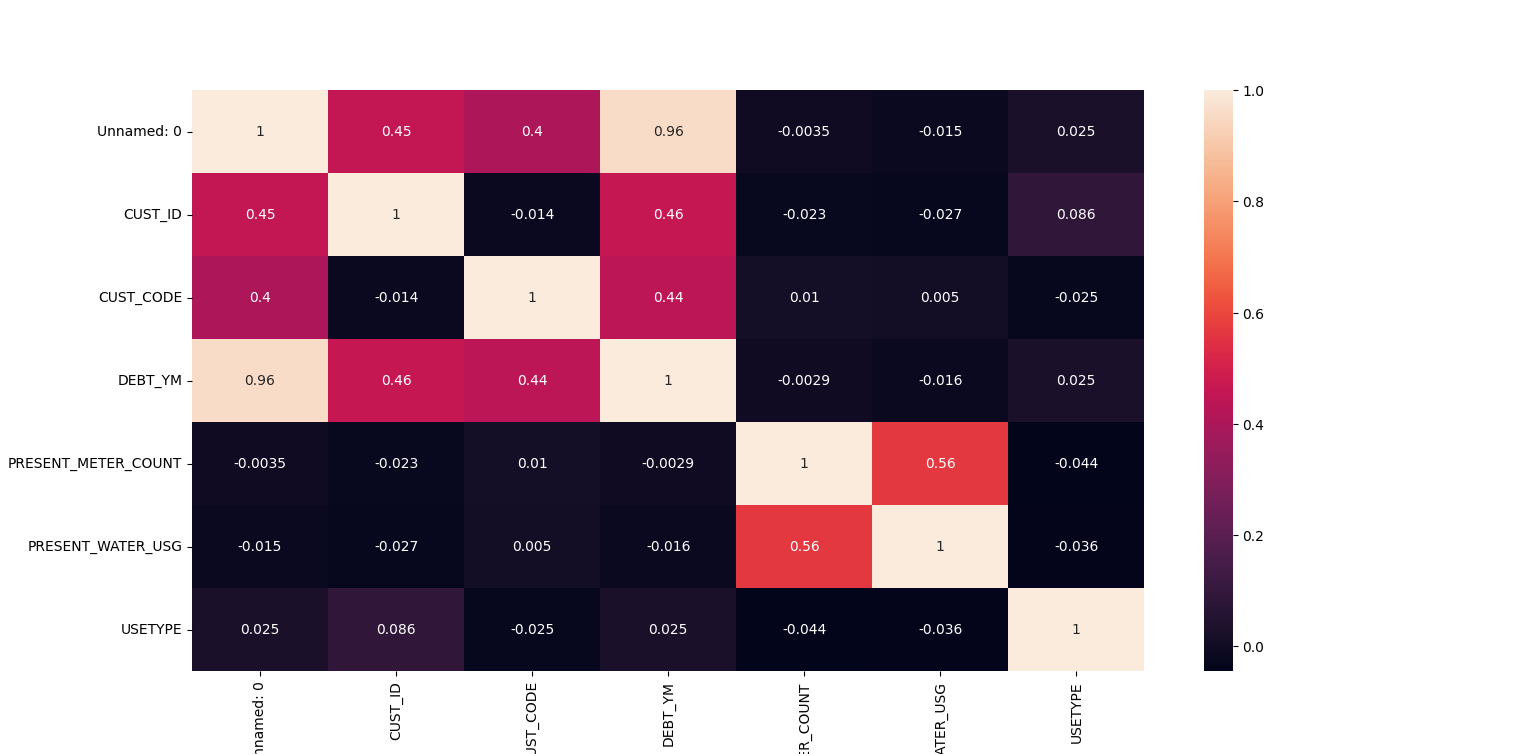 1.0
Unnamed: 0 1 0.45 0.4 0.96 -0.0035 -0.015 0.025
0.8
CUST_ID 0.45 1 -0.014 0.46 -0.023 -0.027 0.086
CUST_CODE 0.4 -0.014 1 0.44 0.01 0.005 -0.025
0.6
DEBT_YM 0.96 0.46 0.44 1 -0.0029 -0.016 0.025
0.4
PRESENT_METER_COUNT -0.0035 -0.023 0.01 -0.0029 1 0.56 -0.044
0.2
PRESENT_WATER_USG -0.015 -0.027 0.005 -0.016 0.56 1 -0.036
USETYPE 0.025 0.086 -0.025 0.025 -0.044 -0.036 1
0.0
nnamed: 0
CUST_ID
UST_CODE
DEBT_YM
ER_COUNT
ATER_USG
USETYPE